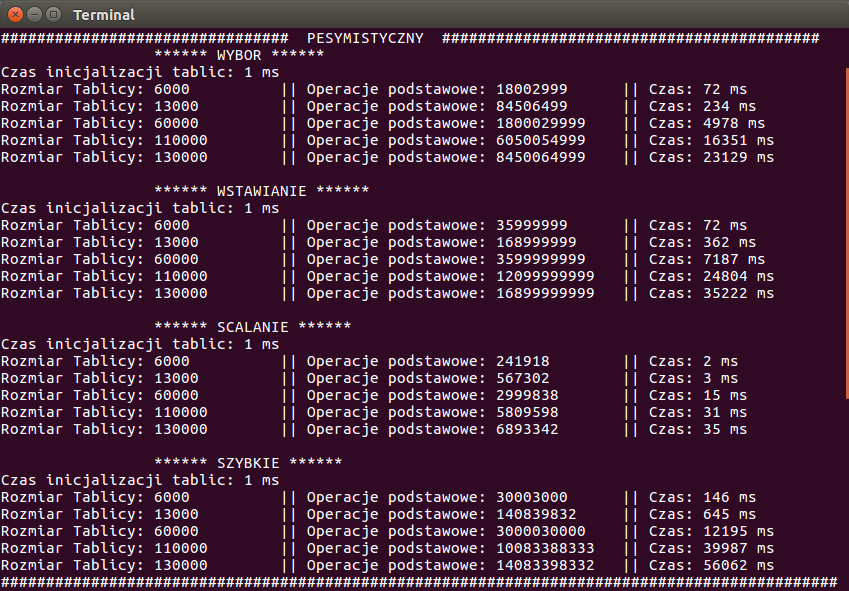 Terminal
################################  PESYMISTYCZNY  ##########################################
****** WYBOR ******
Czas inicjalizacji tablic: 1 ms
Rozmiar Tablicy: 6000 || Operacje podstawowe: 18002999 || Czas: 72 ms
Rozmiar Tablicy: 13000 || Operacje podstawowe: 84506499 || Czas: 234 ms
Rozmiar Tablicy: 60000 || Operacje podstawowe: 1800029999 || Czas: 4978 ms
Rozmiar Tablicy: 110000 || Operacje podstawowe: 6050054999 || Czas: 16351 ms
Rozmiar Tablicy: 130000 || Operacje podstawowe: 8450064999 || Czas: 23129 ms
****** WSTAWIANIE ******
Czas inicjalizacji tablic: 1 ms
Rozmiar Tablicy: 6000 || Operacje podstawowe: 35999999 || Czas: 72 ms
Rozmiar Tablicy: 13000 || Operacje podstawowe: 168999999 || Czas: 362 ms
Rozmiar Tablicy: 60000 || Operacje podstawowe: 3599999999 || Czas: 7187 ms
Rozmiar Tablicy: 110000 || Operacje podstawowe: 12099999999 || Czas: 24804 ms
Rozmiar Tablicy: 130000 || Operacje podstawowe: 16899999999 || Czas: 35222 ms
****** SCALANIE ******
Czas inicjalizacji tablic: 1 ms
Rozmiar Tablicy: 6000 || Operacje podstawowe: 241918 || Czas: 2 ms
Rozmiar Tablicy: 13000 || Operacje podstawowe: 567302 || Czas: 3 ms
Rozmiar Tablicy: 60000 || Operacje podstawowe: 2999838 || Czas: 15 ms
Rozmiar Tablicy: 110000 || Operacje podstawowe: 5809598 || Czas: 31 ms
Rozmiar Tablicy: 130000 || Operacje podstawowe: 6893342 || Czas: 35 ms
****** SZYBKIE ******
Czas inicjalizacji tablic: 1 ms
Rozmiar Tablicy: 6000 || Operacje podstawowe: 30003000 || Czas: 146 ms
Rozmiar Tablicy: 13000 || Operacje podstawowe: 140839832 || Czas: 645 ms
Rozmiar Tablicy: 60000 || Operacje podstawowe: 3000030000 || Czas: 12195 ms
Rozmiar Tablicy: 110000 || Operacje podstawowe: 10083388333 || Czas: 39987 ms
Rozmiar Tablicy: 130000 || Operacje podstawowe: 14083398332 || Czas: 56062 ms
#############################################################################################